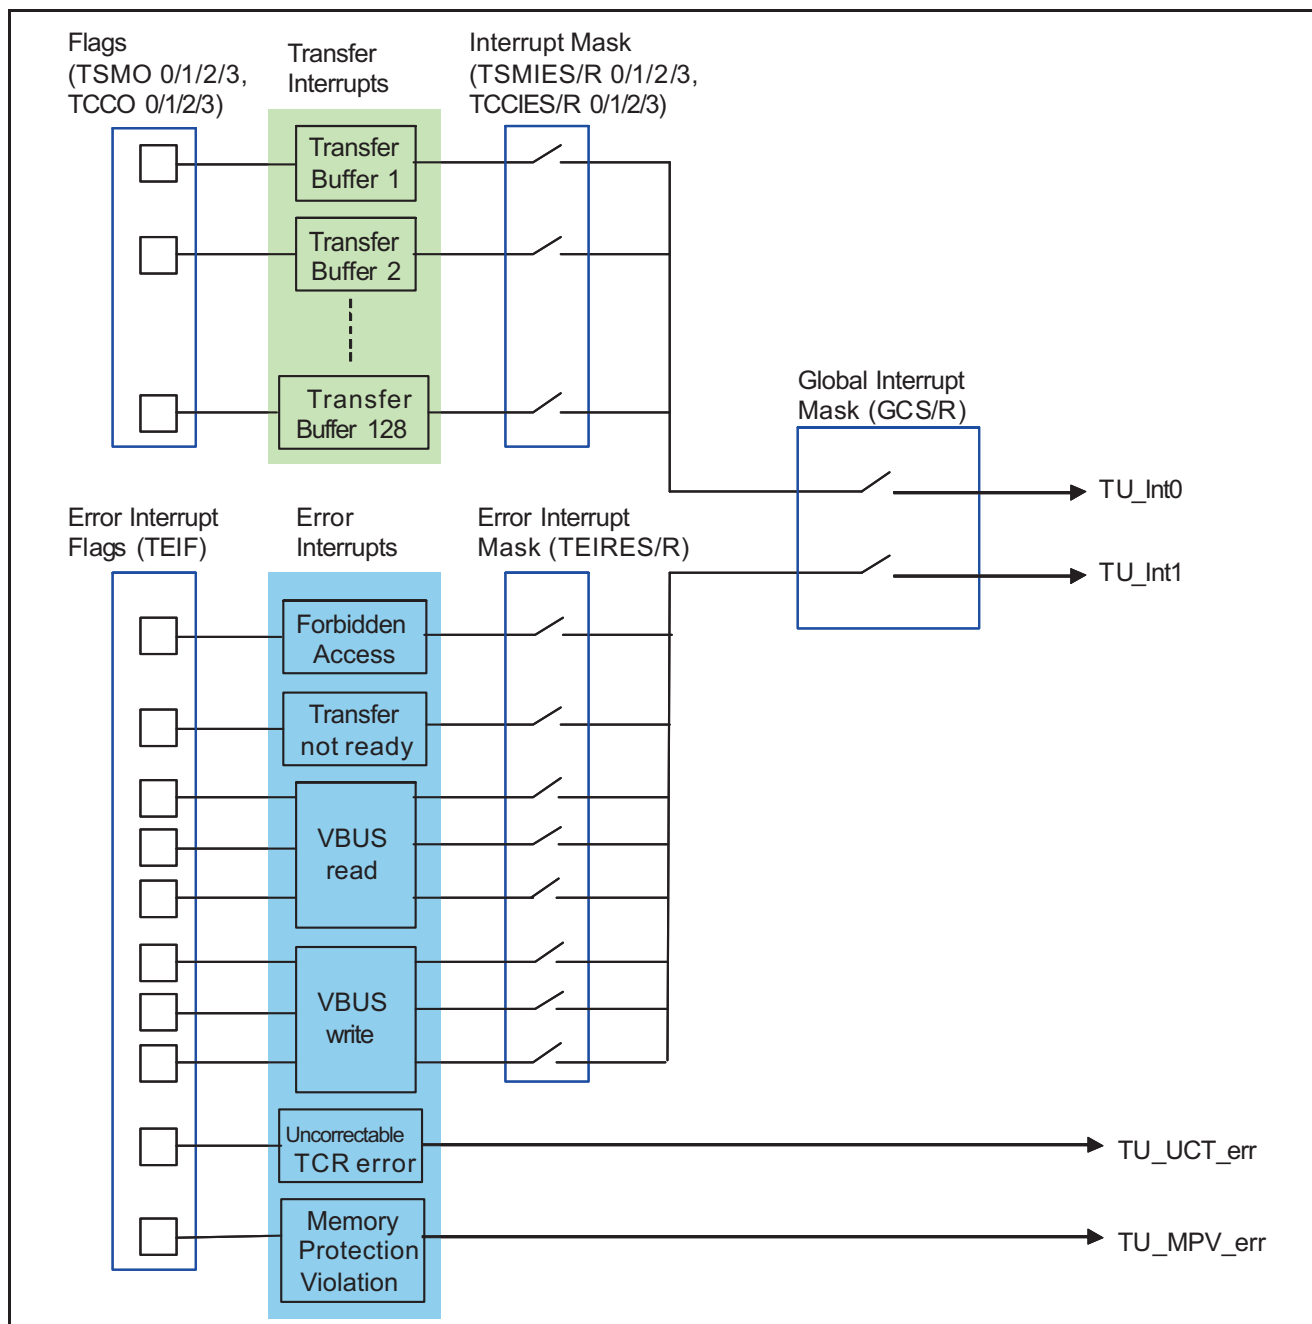 Flags
(TSMO 0/1/2/3,
TCCO 0/1/2/3)
Transfer
Interrupts
Interrupt Mask
(TSMIES/R 0/1/2/3,
TCCIES/R 0/1/2/3)
Transfer
Buffer 1
Transfer
Buffer 2
Transfer
Buffer 128
Global Interrupt
Mask (GCS/R)
TU_Int0
TU_Int1
Error Interrupt
Flags (TEIF)
Error
Interrupts
Error Interrupt
Mask (TEIRES/R)
Forbidden
Access
Transfer
not ready
VBUS
read
VBUS
write
Uncorrectable
TCR error
TU_UCT_err
Memory
Protection
Violation
TU_MPV_err